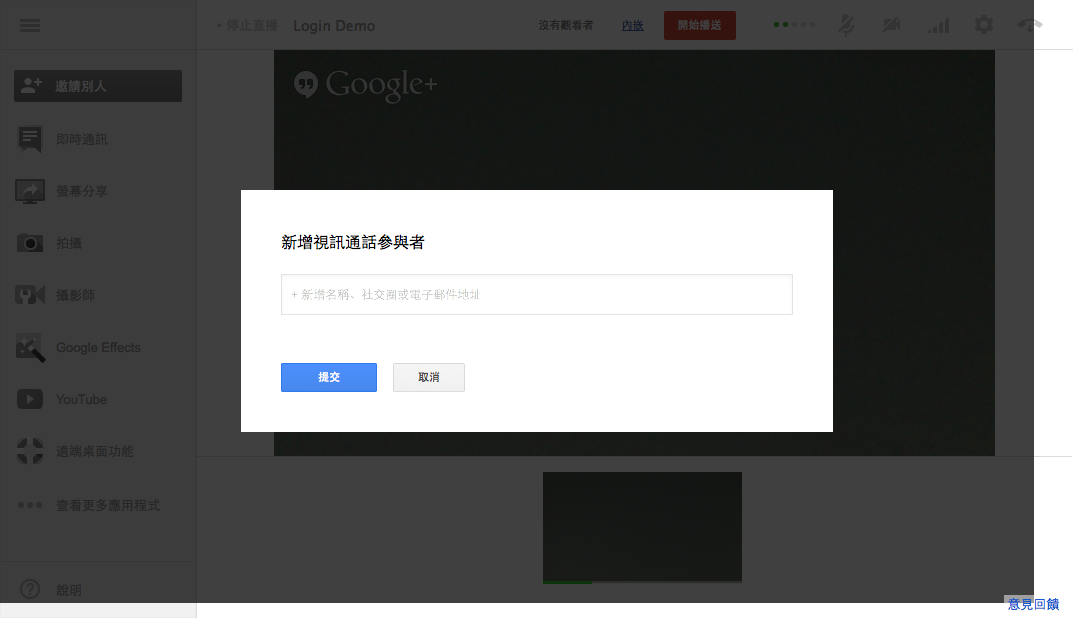 停止直播
Login Demo
沒有觀看者
內嵌
開始播送
邀請別人
Google+
即時通訊
螢幕分享
拍攝
攝影師
Google Effects
YouTube
遠端桌面功能
查看更多應用程式
說明
新增視訊通話參與者
+ 新增名稱、社交圈或電子郵件地址
提交
取消
意見回饋